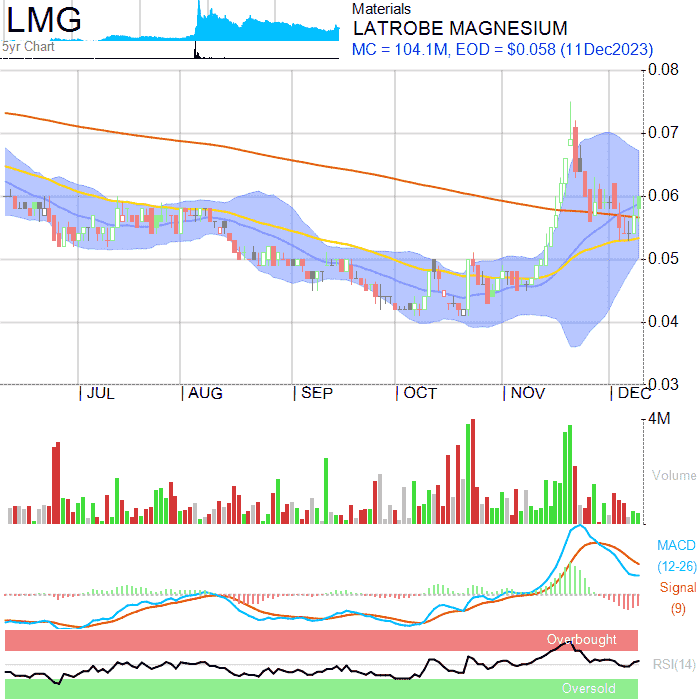 LMG
5yr Chart
Materials
LATROBE MAGNESIUM
MC = 104.1M, EOD = $0.058 (11Dec2023)
0.08
0.07
0.06
0.05
0.04
0.03
| JUL | AUG | SEP | OCT | NOV | DEC
4M
Volume
MACD
(12-26)
Signal
(9)
Overbought
RSI(14)
Oversold